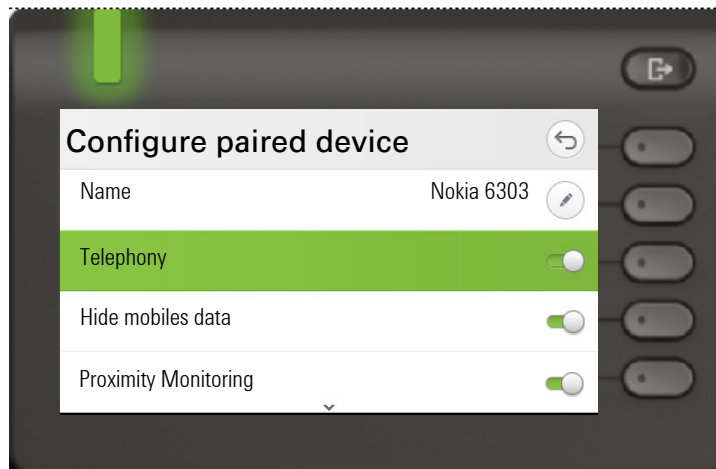 Configure paired device
Name Nokia 6303
Telephony
Hide mobiles data
Proximity Monitoring